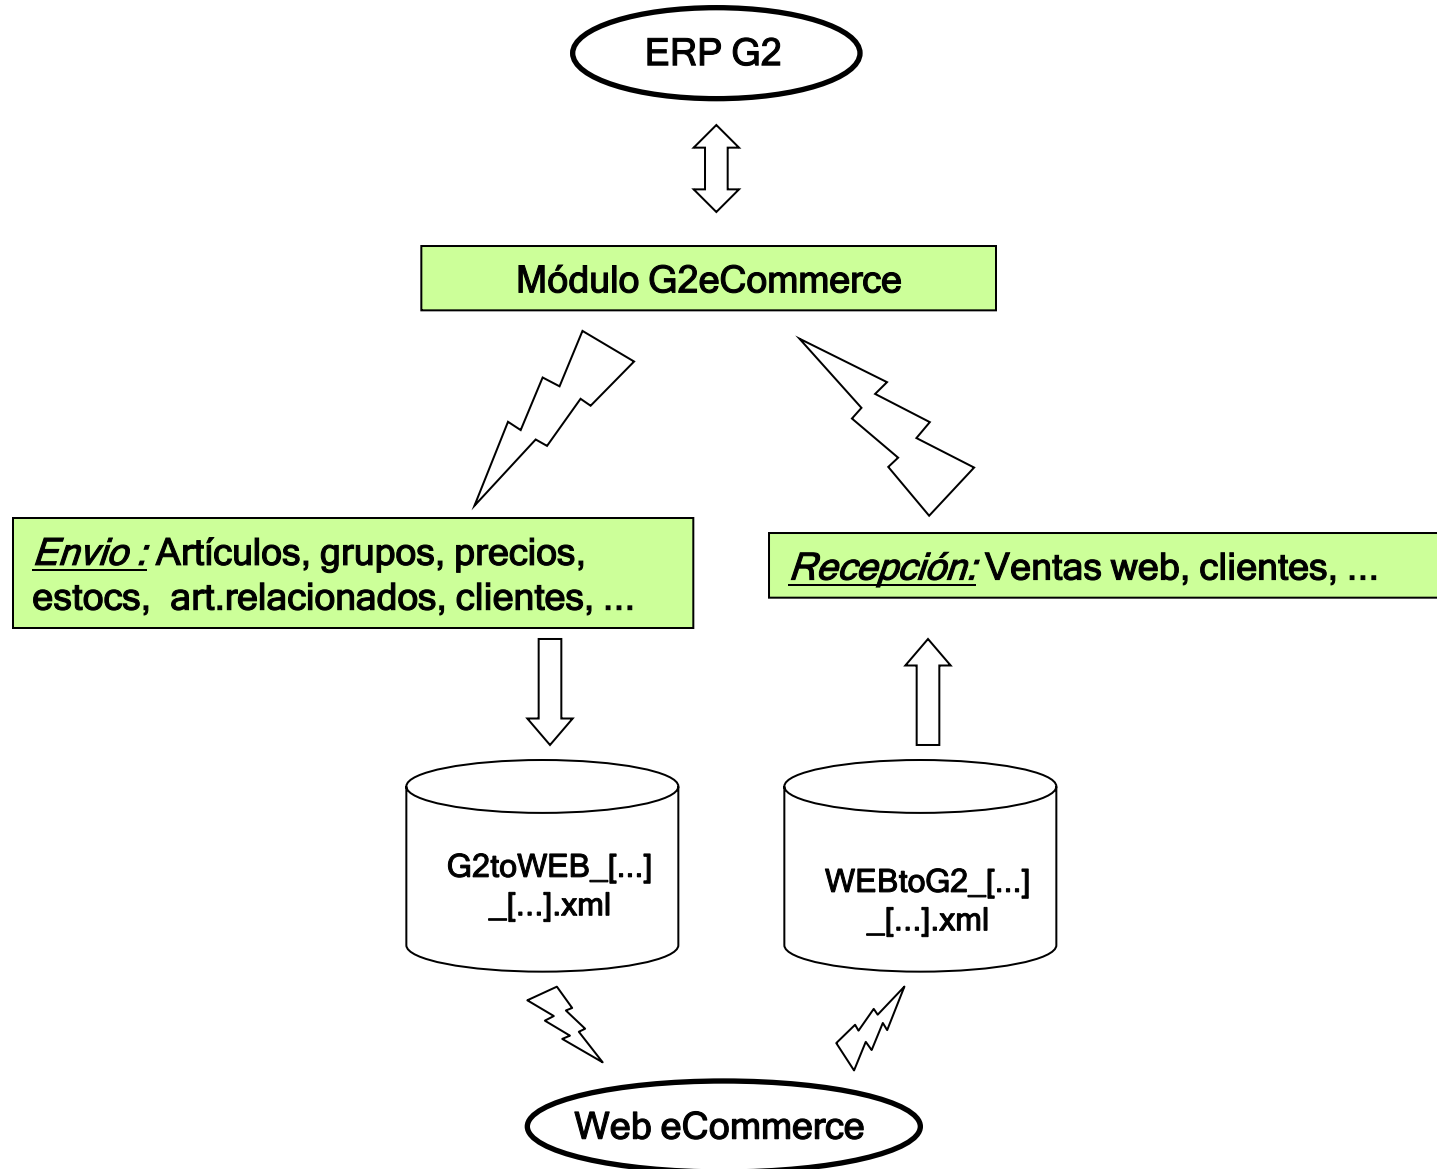 ERP G2
Módulo G2eCommerce
Envio : Artículos, grupos, precios,
estocs, art.relacionados, clientes, ...
Recepción: Ventas web, clientes, ...
G2toWEB_[...]
_[...].xml
WEBtoG2_[...]
_[...].xml
Web eCommerce